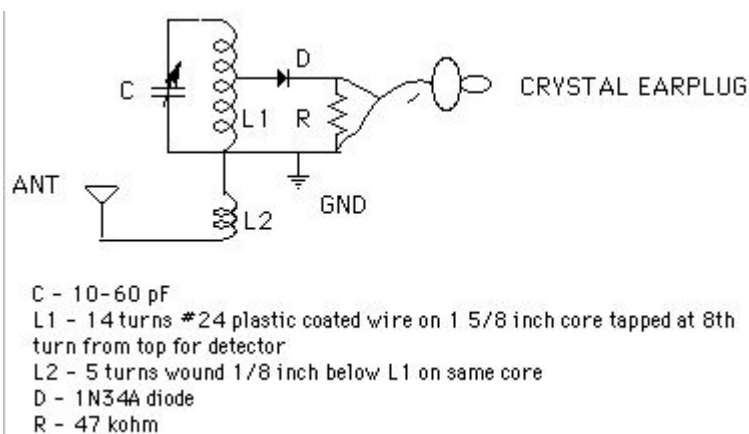 D
CRYSTAL EARPLUG
C
L1
R
ANT
GND
L2
C - 10-60 pF
L1 - 14 turns #24 plastic coated wire on 1 5/8 inch core tapped at 8th
turn from top for detector
L2 - 5 turns wound 1/8 inch below L1 on same core
D - 1N34A diode
R - 47 kohm